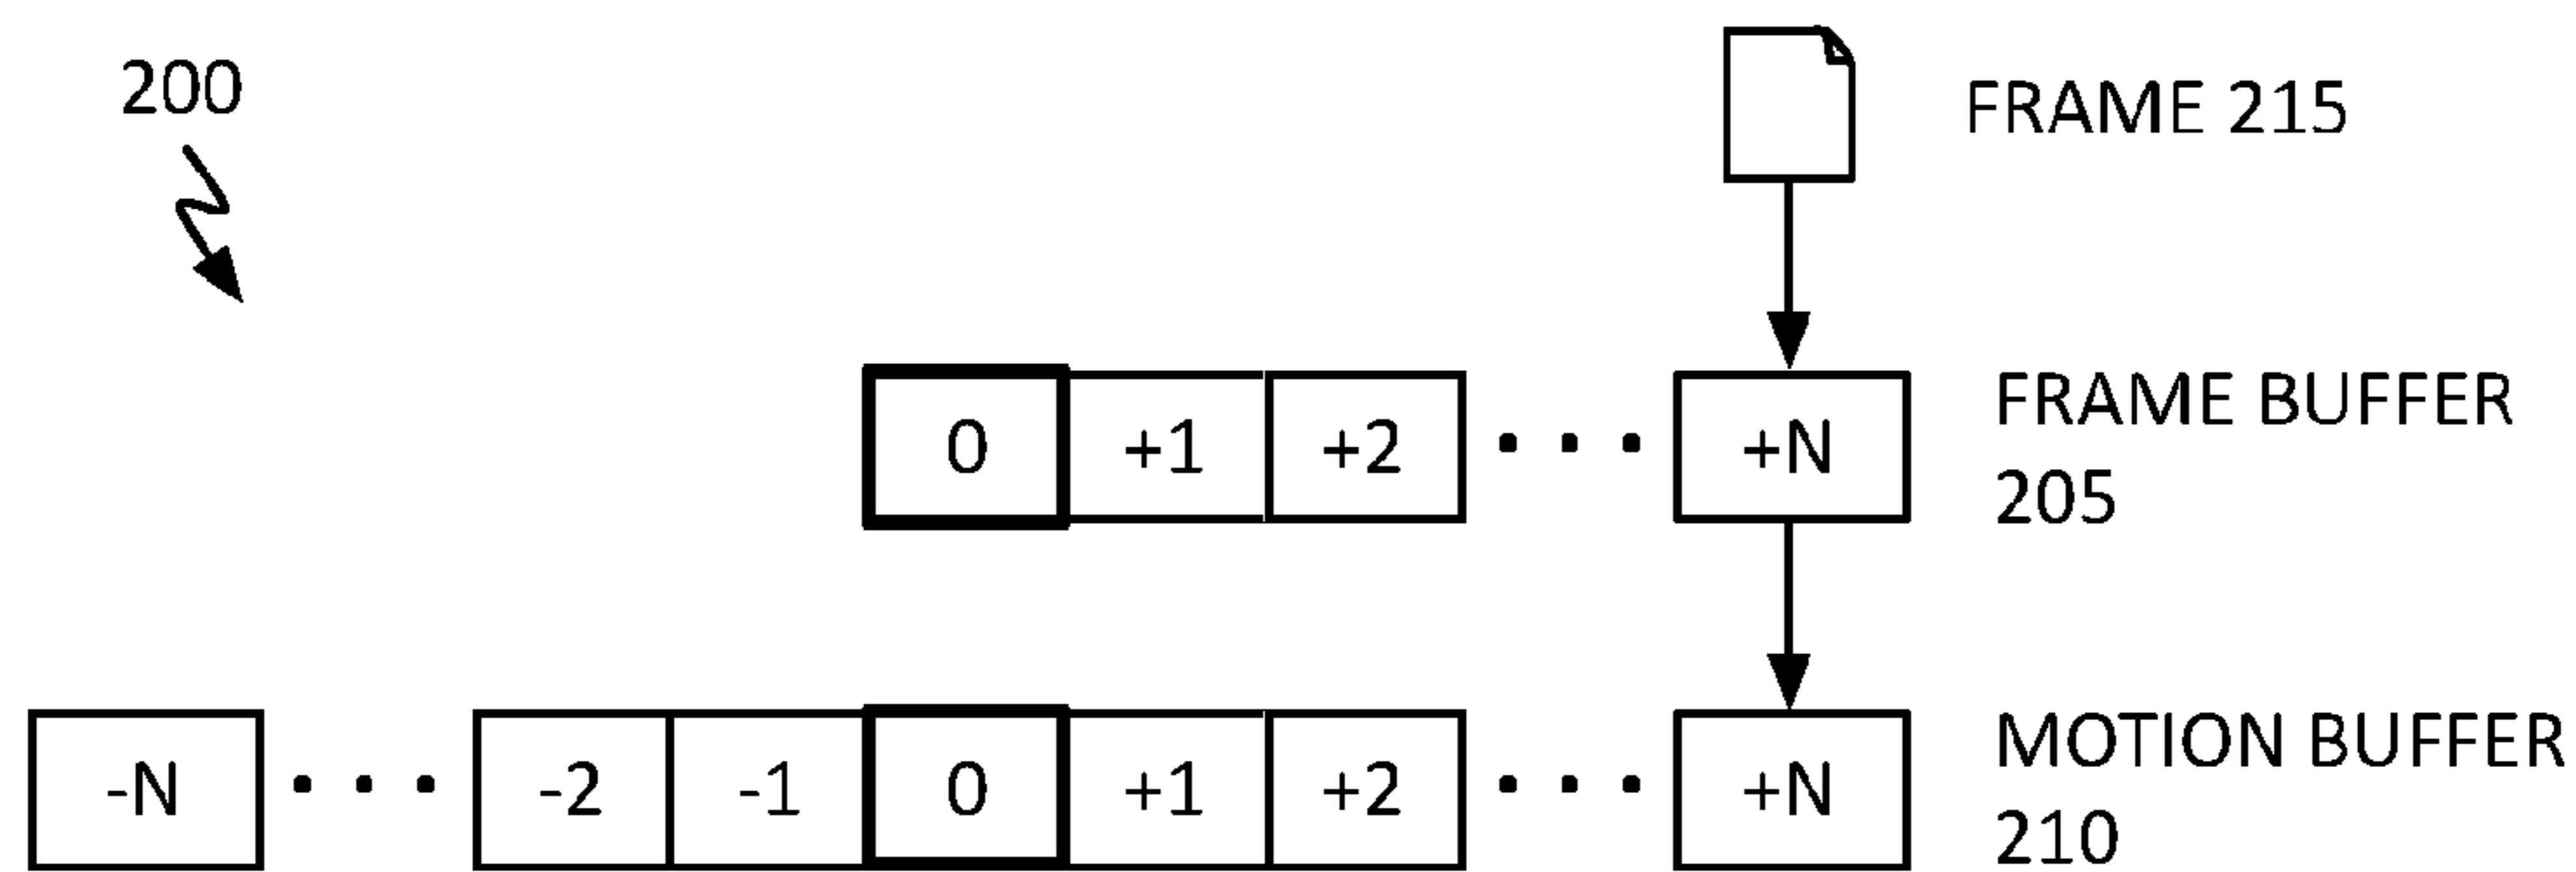 200
FRAME 215
0 +1 +2 • • • +N
FRAME BUFFER
205
-N • • • -2 -1 0 +1 +2 • • • +N
MOTION BUFFER
210